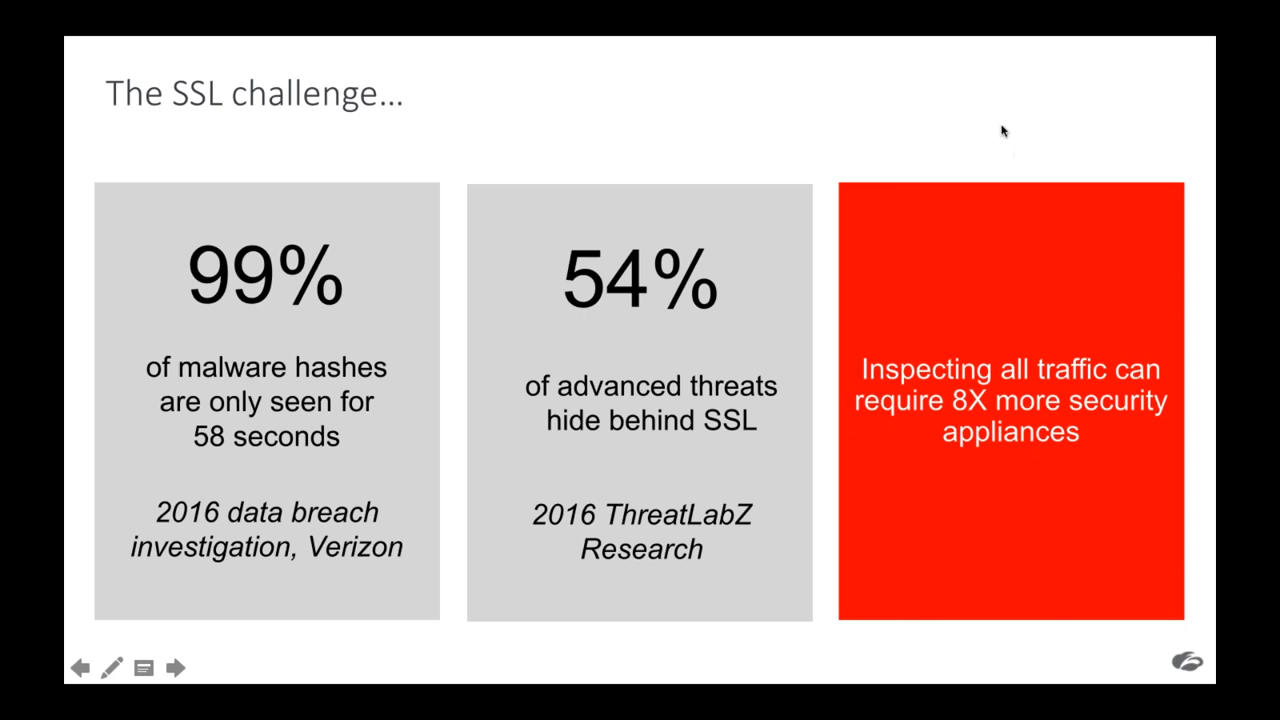 The SSL challenge...
99%
of malware hashes
are only seen for
58 seconds
2016 data breach
investigation, Verizon
54%
of advanced threats
hide behind SSL
2016 ThreatLabZ
Research
Inspecting all traffic can
require 8X more security
appliances